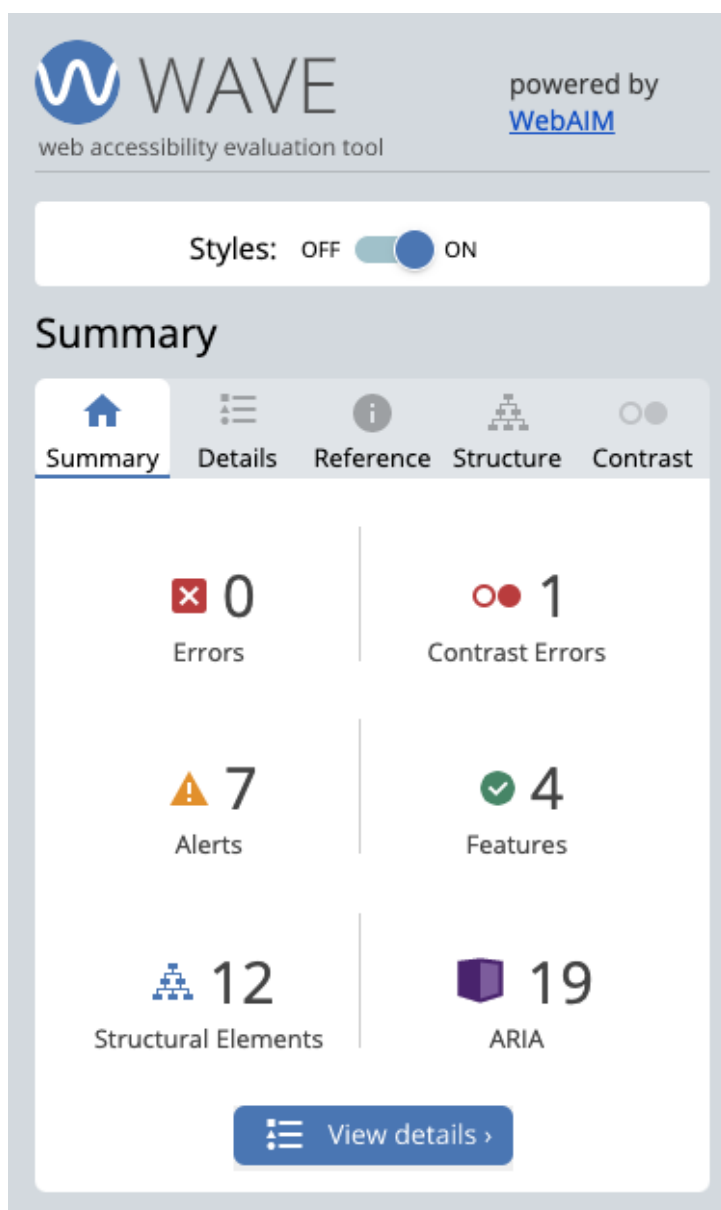 WAVE
powered by
WebAIM
web accessibility evaluation tool
Styles: OFF ON
Summary
Summary Details Reference Structure Contrast
0 1
Errors Contrast Errors
7 4
Alerts Features
12 19
Structural Elements ARIA
View details ›